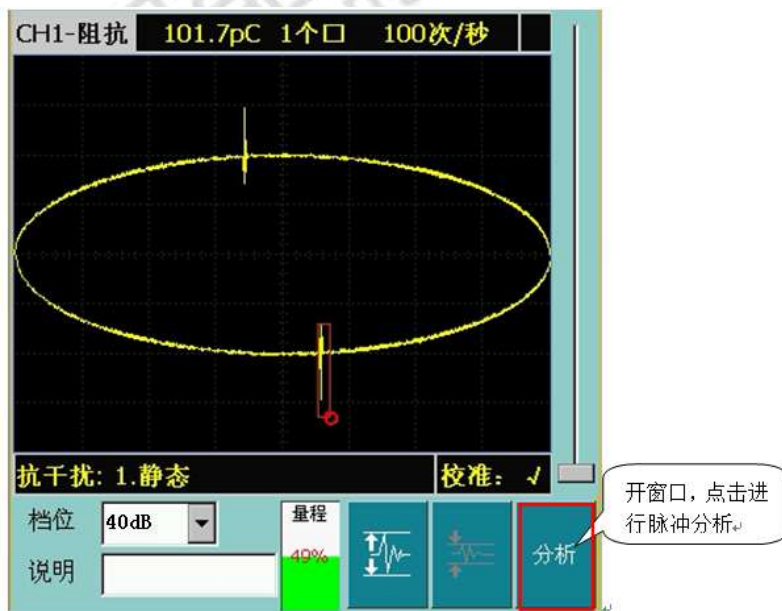 CH1-阻抗 101.7pC 1个口 100次/秒
抗干扰: 1.静态 校准: √
档位 40dB
说明
量程
49%
分析
开窗口，点击进
行脉冲分析